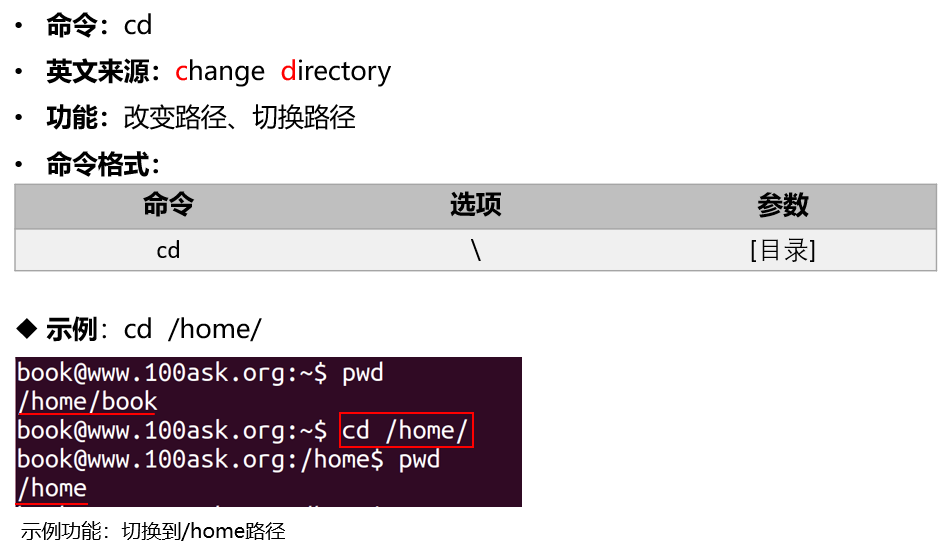 • 命令：cd
• 英文来源：change directory
• 功能：改变路径、切换路径
• 命令格式：
命令 选项 参数
cd \ [目录]
◆ 示例：cd /home/
book@www.100ask.org:~$ pwd
/home/book
book@www.100ask.org:~$ cd /home/
book@www.100ask.org:/home$ pwd
/home
示例功能：切换到/home路径